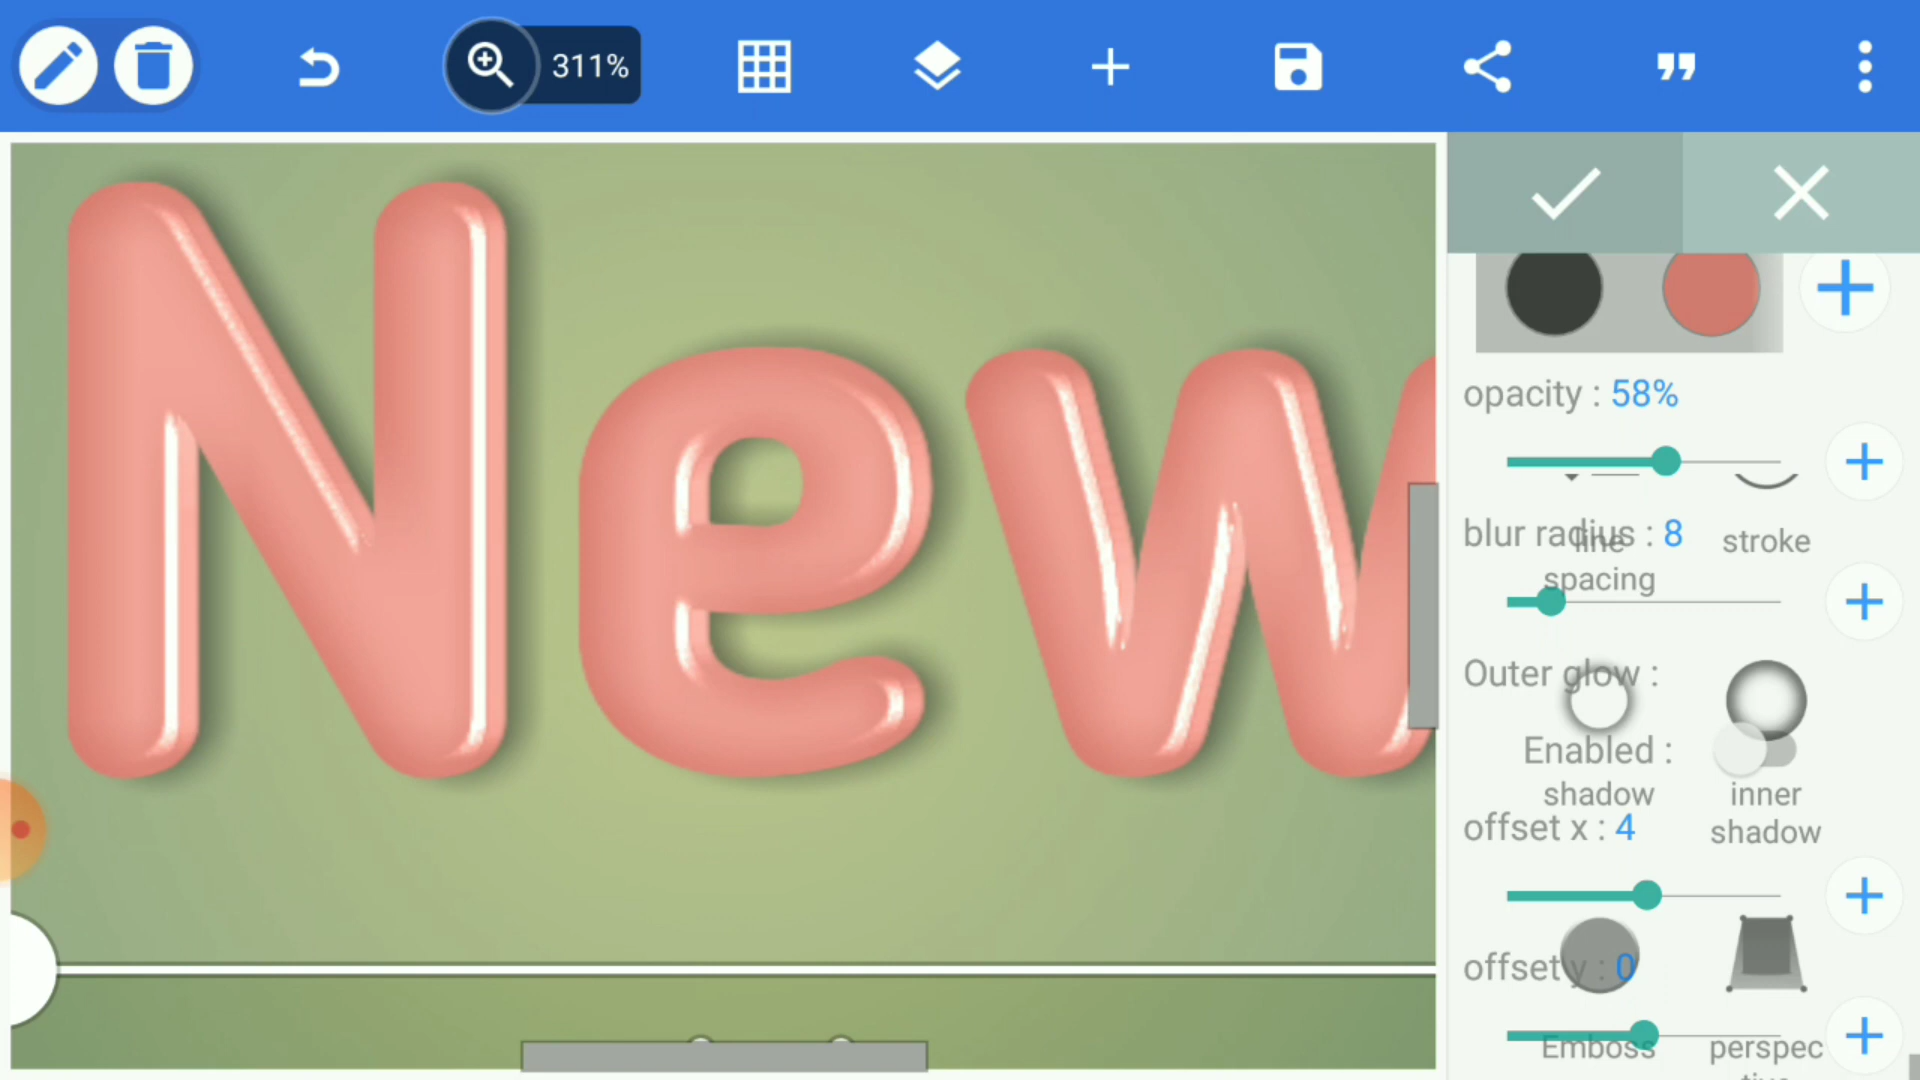 311%
New
opacity : 58%
blur radius : 8
line
spacing
stroke
Outer glow :
Enabled :
shadow
inner
shadow
offset x : 4
offset y : 0
Emboss
perspec